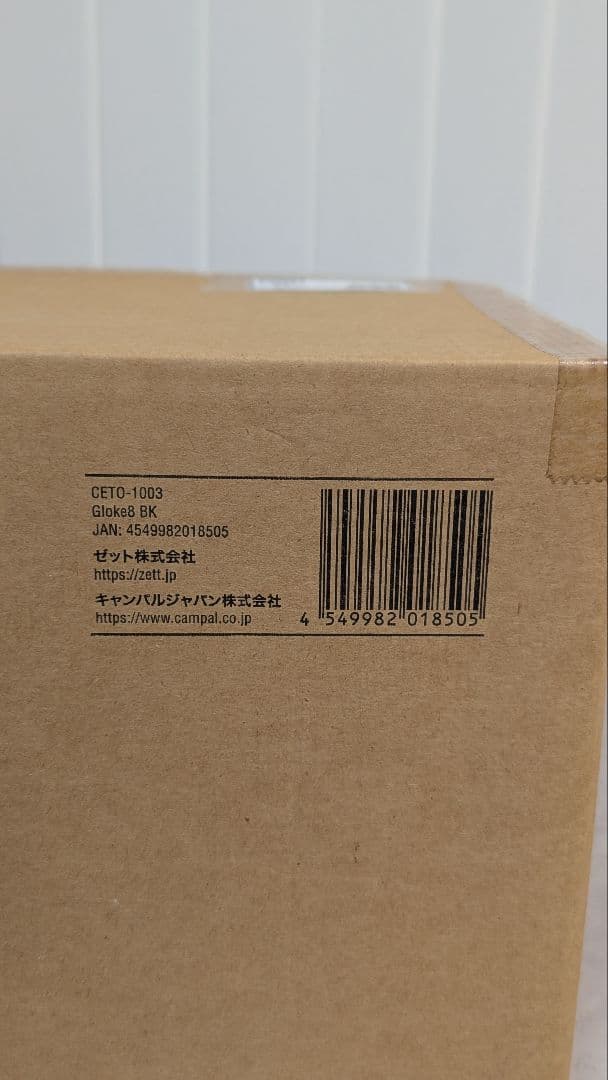 CETO-1003
Gloke8 BK
JAN: 4549982018505
ゼット株式会社
https://zett.jp
キャンパルジャパン株式会社
https://www.campal.co.jp
4 549982 018505